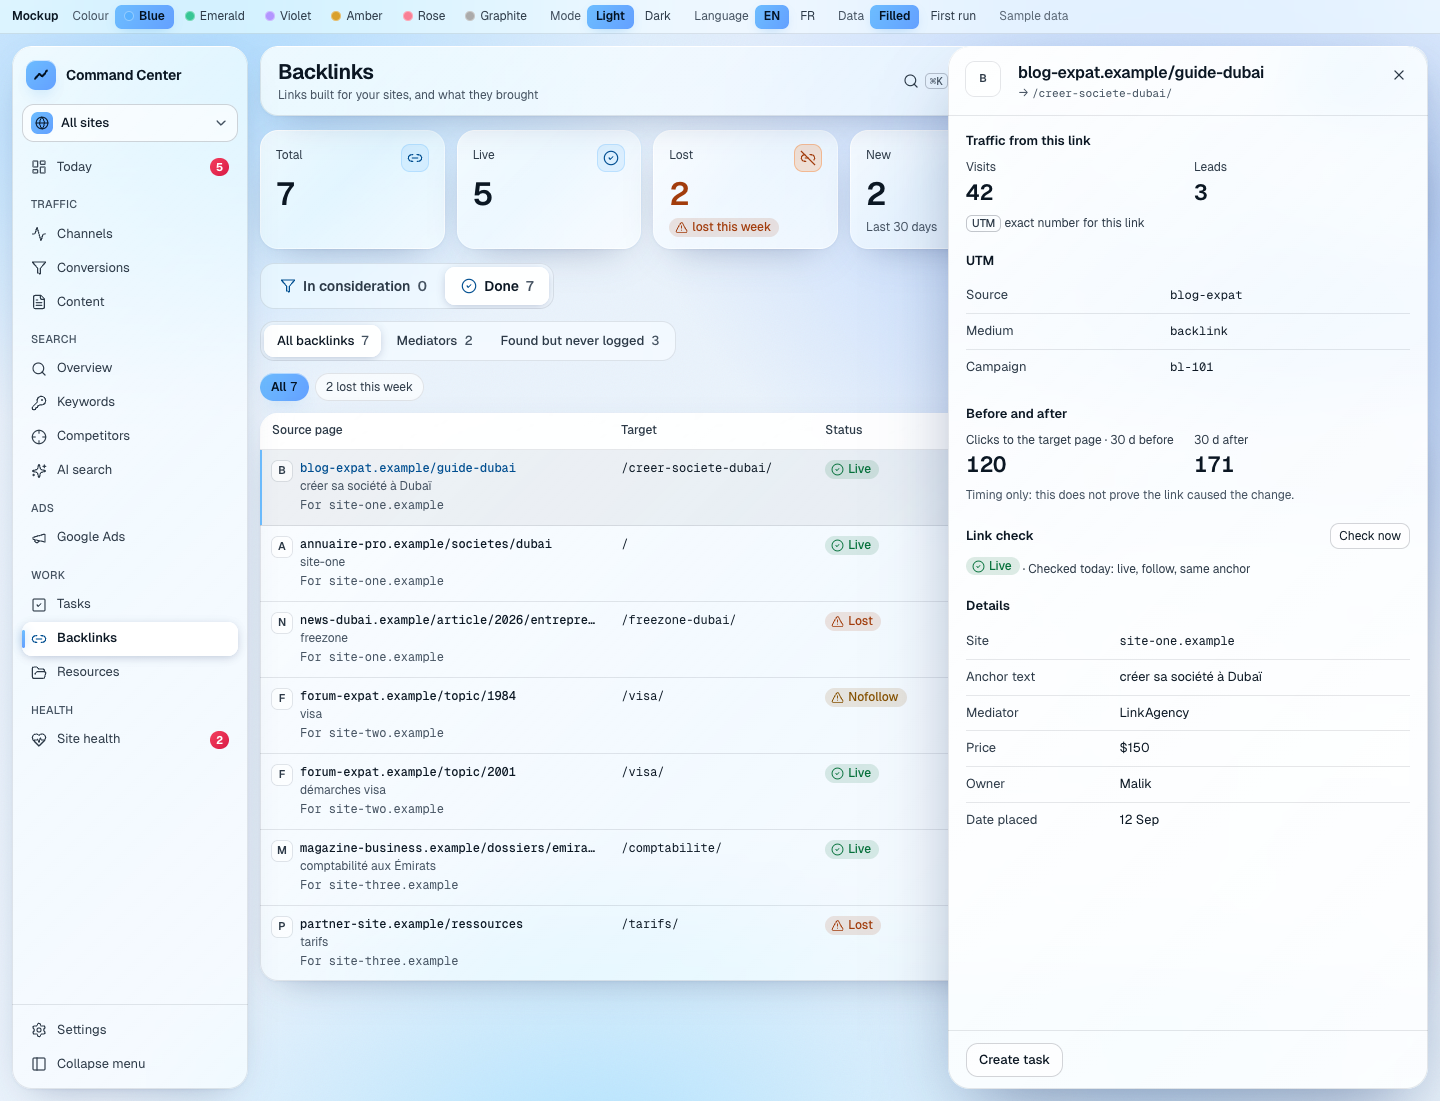 Mockup Colour Blue Emerald Violet Amber Rose Graphite Mode Light Dark Language EN FR Data Filled First run Sample data
Command Center
All sites
Today 5
TRAFFIC
Channels
Conversions
Content
SEARCH
Overview
Keywords
Competitors
AI search
ADS
Google Ads
WORK
Tasks
Backlinks
Resources
HEALTH
Site health 2
Settings
Collapse menu
Backlinks
Links built for your sites, and what they brought
⌘K
Total
7
Live
5
Lost
2
lost this week
New
2
Last 30 days
In consideration 0 Done 7
All backlinks 7 Mediators 2 Found but never logged 3
All 7 2 lost this week
Source page Target Status
B blog-expat.example/guide-dubai /creer-societe-dubai/ Live
créer sa société à Dubaï
For site-one.example
A annuaire-pro.example/societes/dubai / Live
site-one
For site-one.example
N news-dubai.example/article/2026/entrepre… /freezone-dubai/ Lost
freezone
For site-one.example
F forum-expat.example/topic/1984 /visa/ Nofollow
visa
For site-two.example
F forum-expat.example/topic/2001 /visa/ Live
démarches visa
For site-two.example
M magazine-business.example/dossiers/emira… /comptabilite/ Live
comptabilité aux Émirats
For site-three.example
P partner-site.example/ressources /tarifs/ Lost
tarifs
For site-three.example
B blog-expat.example/guide-dubai
→ /creer-societe-dubai/
Traffic from this link
Visits Leads
42 3
UTM exact number for this link
UTM
Source blog-expat
Medium backlink
Campaign bl-101
Before and after
Clicks to the target page · 30 d before 30 d after
120 171
Timing only: this does not prove the link caused the change.
Link check Check now
Live · Checked today: live, follow, same anchor
Details
Site site-one.example
Anchor text créer sa société à Dubaï
Mediator LinkAgency
Price $150
Owner Malik
Date placed 12 Sep
Create task